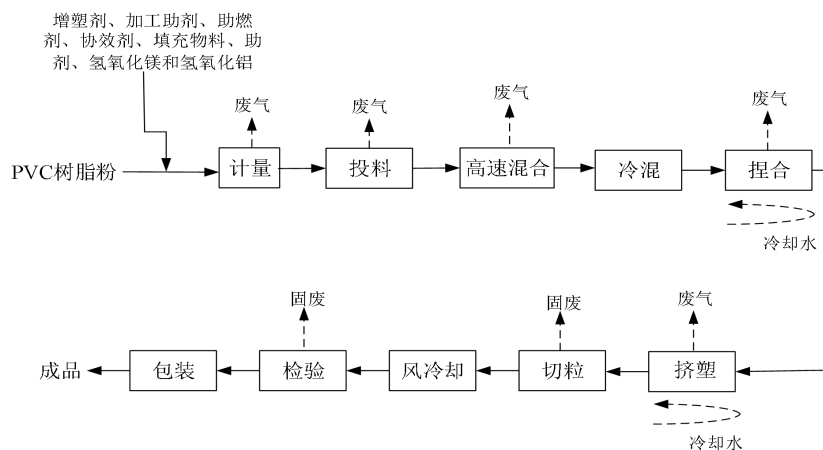 增塑剂、加工助剂、助燃
剂、协效剂、填充物料、助
剂、氢氧化镁和氢氧化铝
废气
废气
废气
废气
PVC树脂粉
计量
投料
高速混合
冷混
捏合
冷却水
固废
固废
废气
成品
包装
检验
风冷却
切粒
挤塑
冷却水